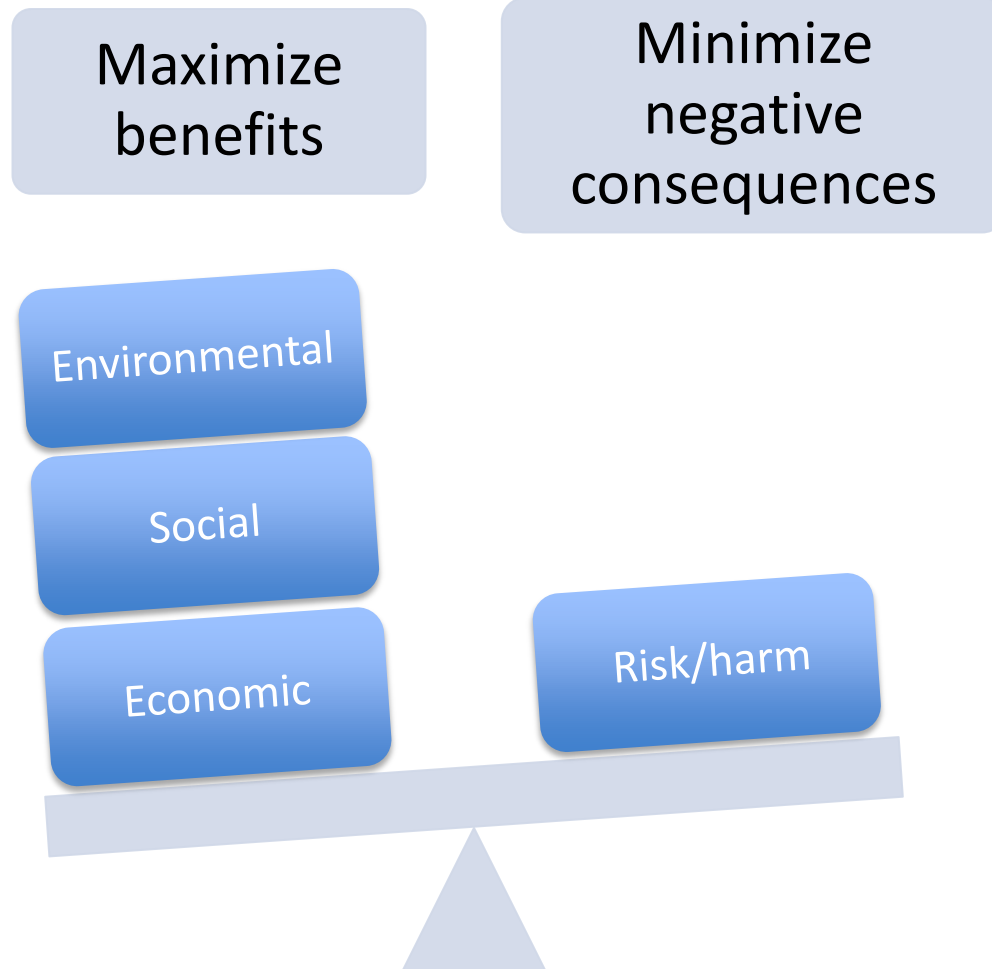 Maximize
benefits
Minimize
negative
consequences
Environmental
Social
Economic
Risk/harm